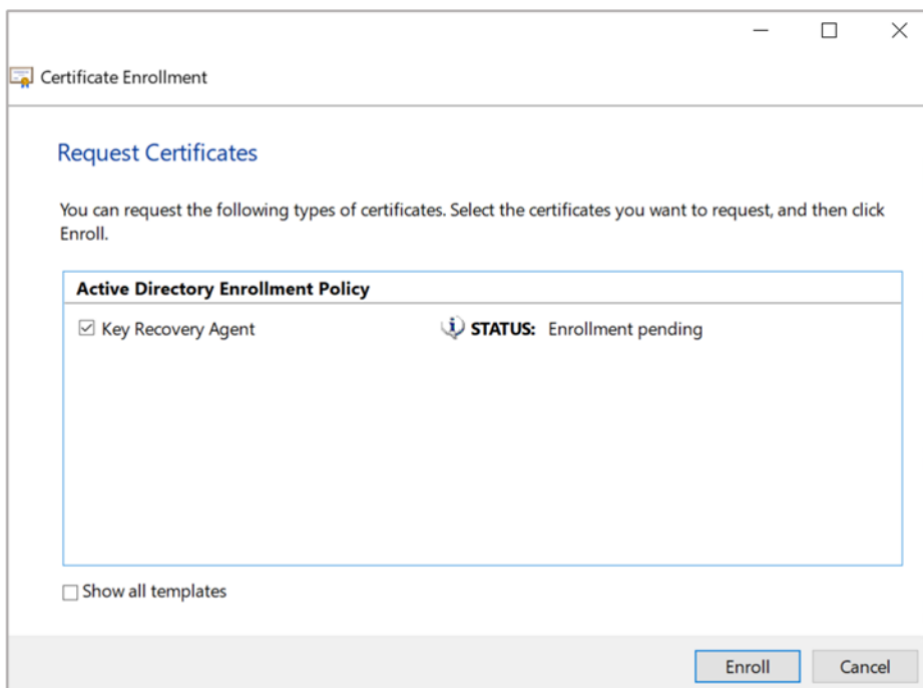 Certificate Enrollment
Request Certificates
You can request the following types of certificates. Select the certificates you want to request, and then click
Enroll.
Active Directory Enrollment Policy
Key Recovery Agent STATUS: Enrollment pending
Show all templates
Enroll Cancel